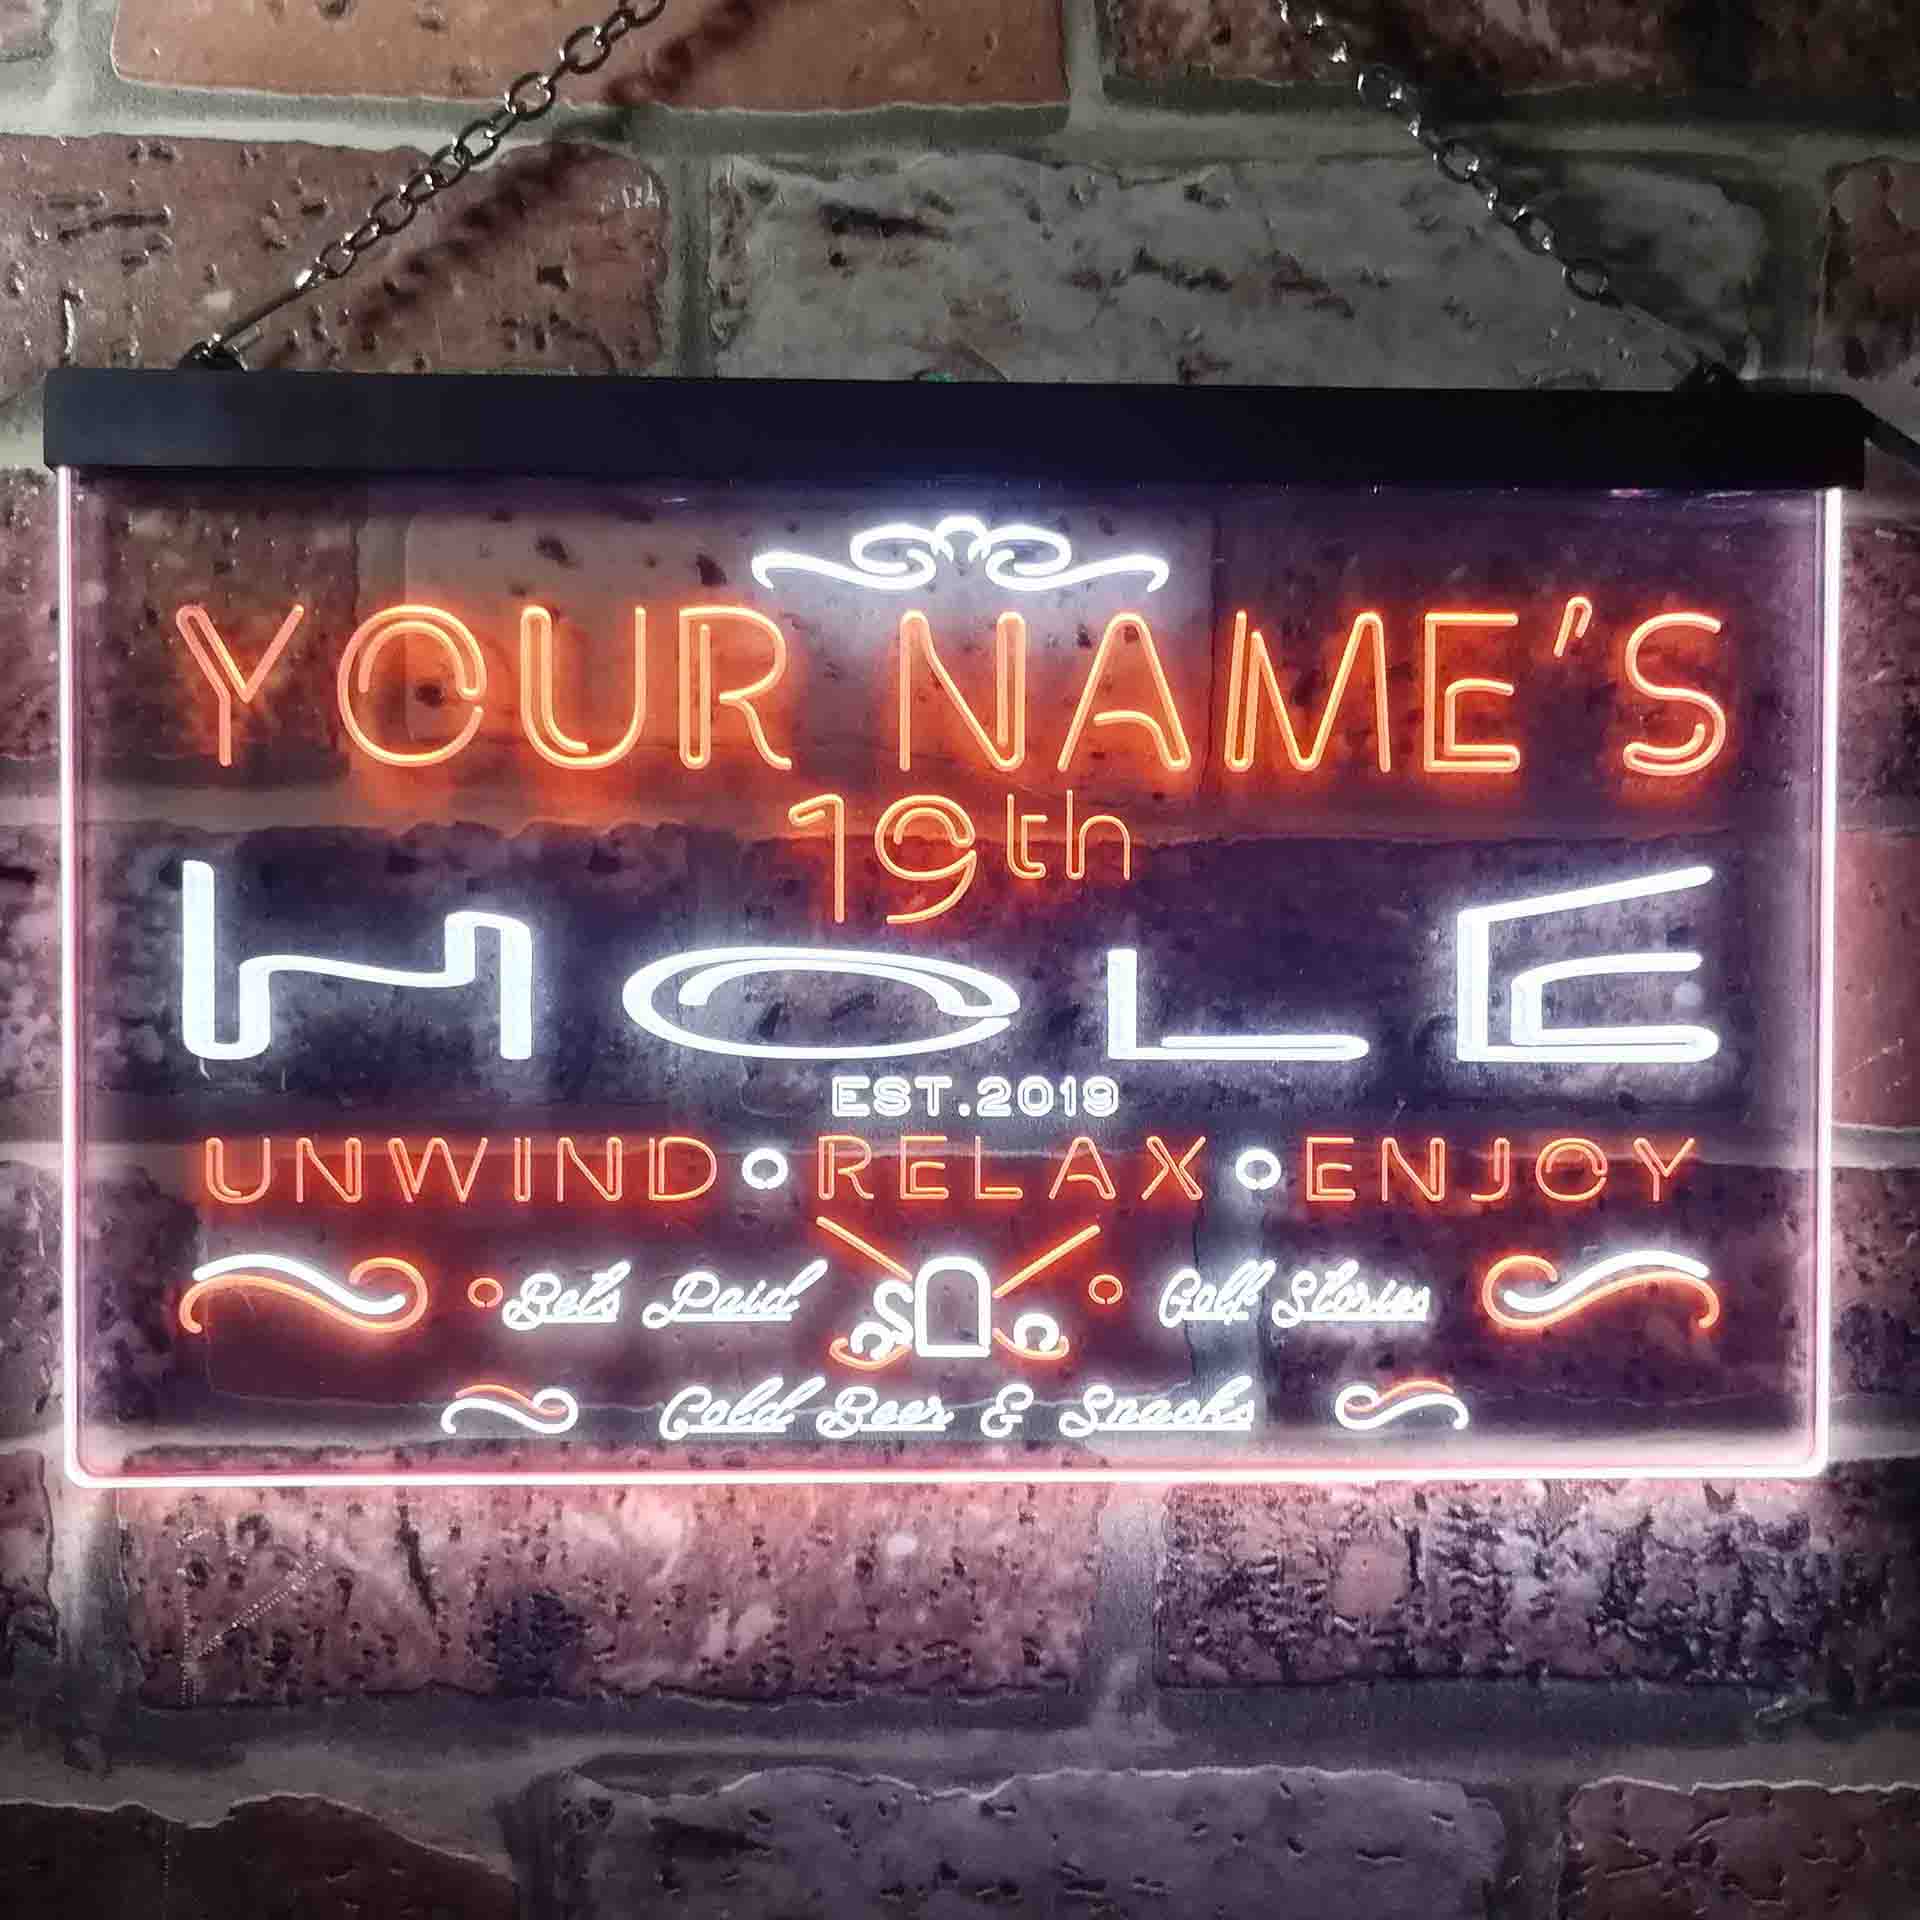 YOUR NAME'S
19th
HOLE
EST.2019
UNWIND • RELAX • ENJOY
Bets Paid Golf Stories
Cold Beer & Snacks